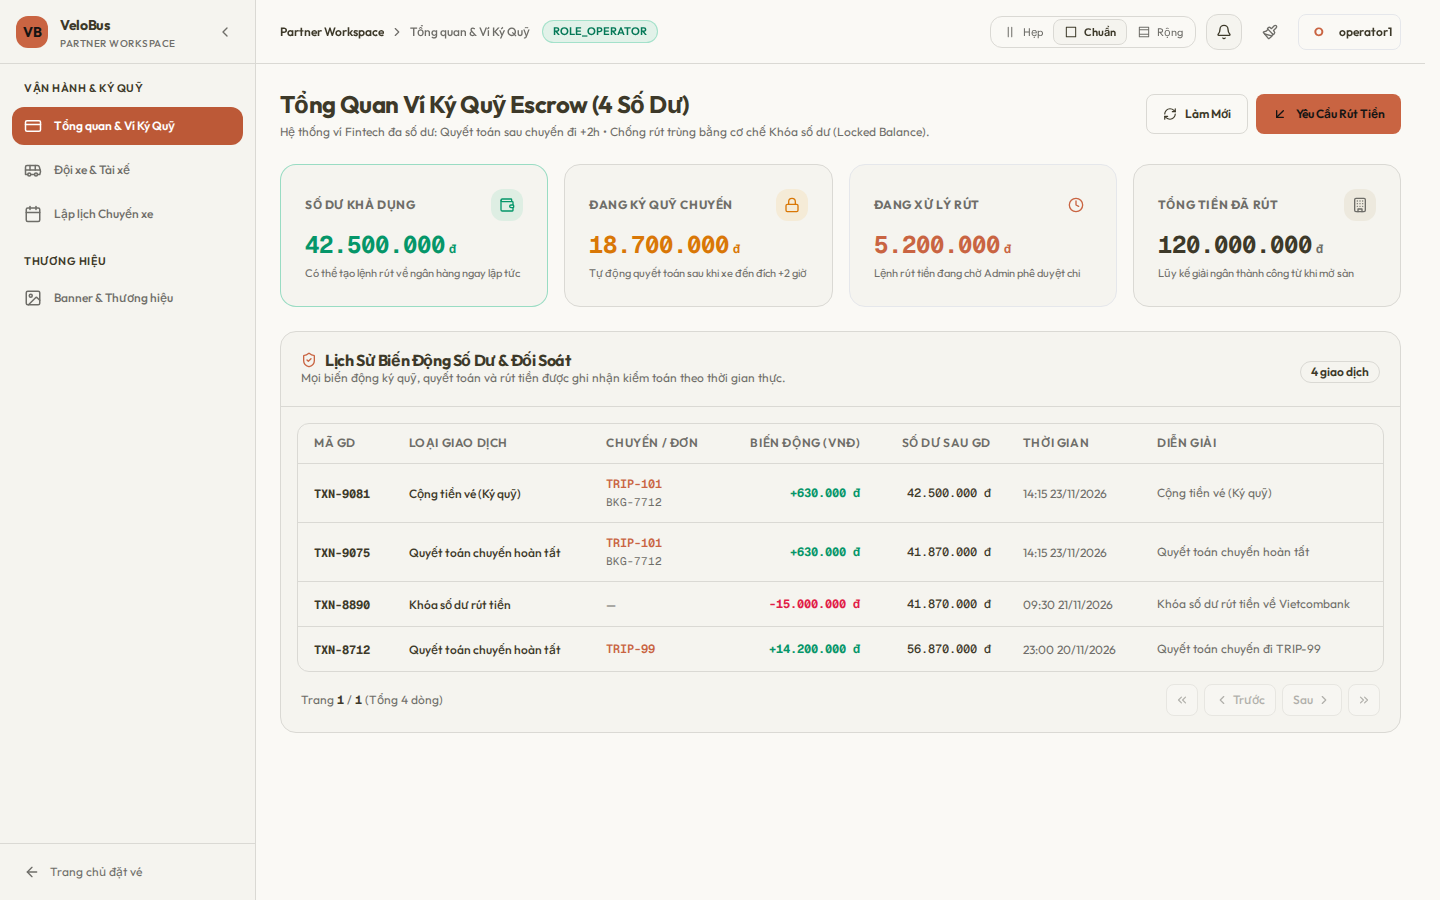 VB
VeloBus
PARTNER WORKSPACE
VẬN HÀNH & KÝ QUỸ
Tổng quan & Ví Ký Quỹ
Đội xe & Tài xế
Lập lịch Chuyến xe
THƯƠNG HIỆU
Banner & Thương hiệu
Trang chủ đặt vé
Partner Workspace > Tổng quan & Ví Ký Quỹ ROLE_OPERATOR
Hẹp Chuẩn Rộng operator1
Tổng Quan Ví Ký Quỹ Escrow (4 Số Dư)
Hệ thống ví Fintech đa số dư: Quyết toán sau chuyến đi +2h • Chống rút trùng bằng cơ chế Khóa số dư (Locked Balance).
Làm Mới
Yêu Cầu Rút Tiền
SỐ DƯ KHẢ DỤNG
42.500.000 đ
Có thể tạo lệnh rút về ngân hàng ngay lập tức
ĐANG KÝ QUỸ CHUYẾN
18.700.000 đ
Tự động quyết toán sau khi xe đến đích +2 giờ
ĐANG XỬ LÝ RÚT
5.200.000 đ
Lệnh rút tiền đang chờ Admin phê duyệt chi
TỔNG TIỀN ĐÃ RÚT
120.000.000 đ
Lũy kế giải ngân thành công từ khi mở sàn
Lịch Sử Biến Động Số Dư & Đối Soát
Mọi biến động ký quỹ, quyết toán và rút tiền được ghi nhận kiểm toán theo thời gian thực.
4 giao dịch
MÃ GD LOẠI GIAO DỊCH CHUYẾN / ĐƠN BIẾN ĐỘNG (VNĐ) SỐ DƯ SAU GD THỜI GIAN DIỄN GIẢI
TXN-9081 Cộng tiền vé (Ký quỹ) TRIP-101 +630.000 đ 42.500.000 đ 14:15 23/11/2026 Cộng tiền vé (Ký quỹ)
BKG-7712
TXN-9075 Quyết toán chuyến hoàn tất TRIP-101 +630.000 đ 41.870.000 đ 14:15 23/11/2026 Quyết toán chuyến hoàn tất
BKG-7712
TXN-8890 Khóa số dư rút tiền — -15.000.000 đ 41.870.000 đ 09:30 21/11/2026 Khóa số dư rút tiền về Vietcombank
TXN-8712 Quyết toán chuyến hoàn tất TRIP-99 +14.200.000 đ 56.870.000 đ 23:00 20/11/2026 Quyết toán chuyến đi TRIP-99
Trang 1 / 1 (Tổng 4 dòng)
« ‹ Trước Sau › »